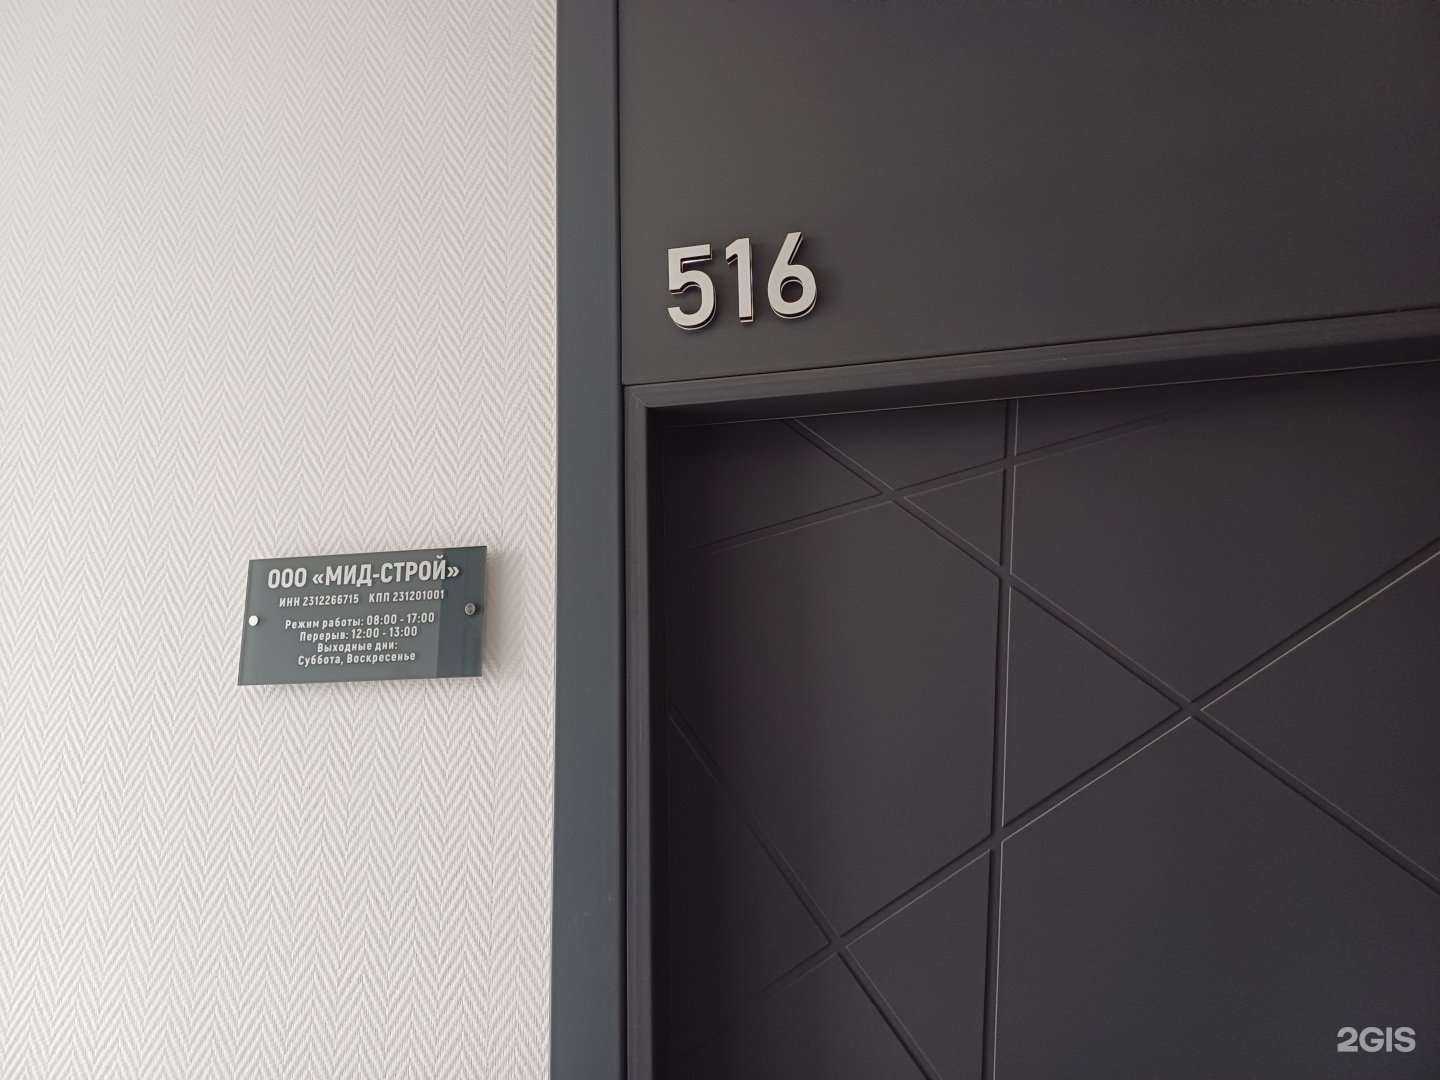 516
ООО «МИД-СТРОЙ»
ИНН 2312266715 КПП 231201001
Режим работы: 08:00 - 17:00
Перерыв: 12:00 - 13:00
Выходные дни:
Суббота, Воскресенье
2GIS